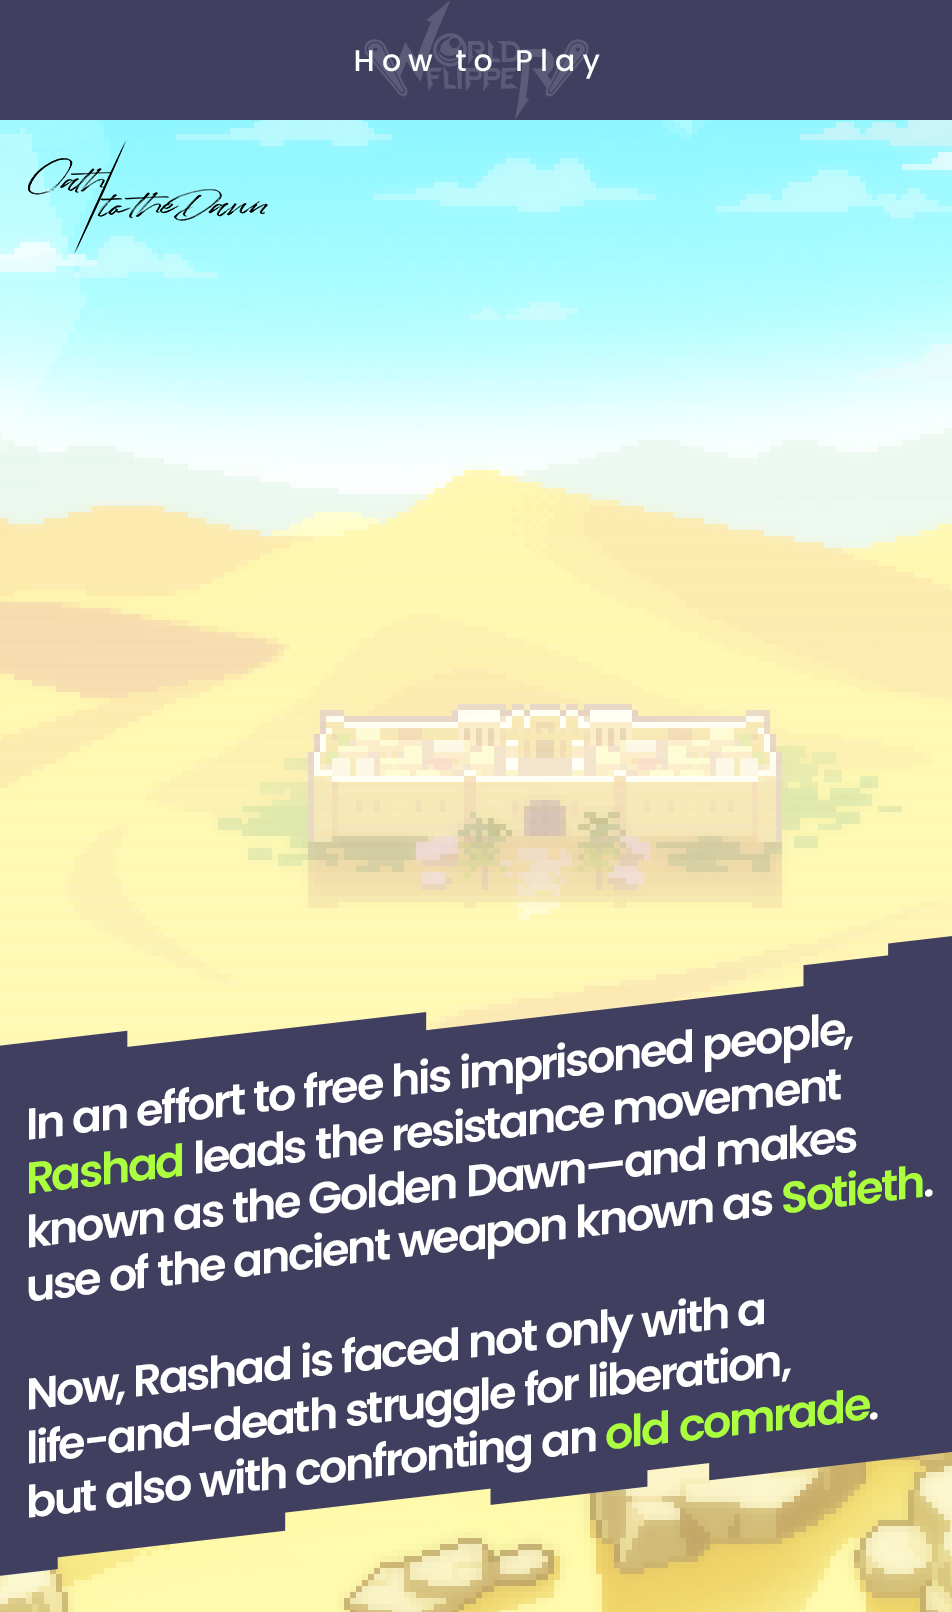 WORLD
FLIPPER
How to Play
Oath
to the Dawn
In an effort to free his imprisoned people,
Rashad leads the resistance movement
known as the Golden Dawn—and makes
use of the ancient weapon known as Sotieth.
Now, Rashad is faced not only with a
life-and-death struggle for liberation,
but also with confronting an old comrade.